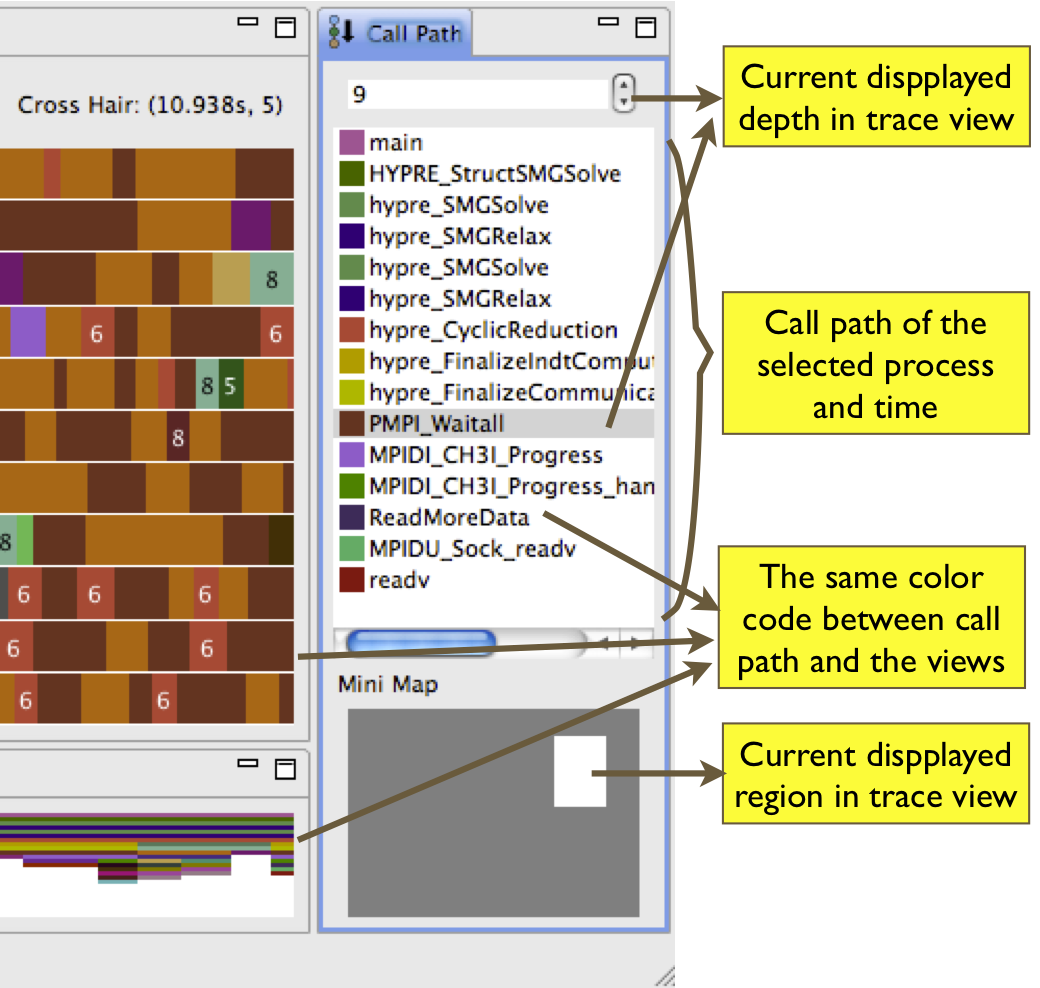 Call Path
Cross Hair: (10.938s, 5)
9
main
HYPRE_StructSMGSolve
hypre_SMGSolve
hypre_SMGRelax
hypre_SMGSolve
hypre_SMGRelax
hypre_CyclicReduction
hypre_FinalizeIndtComput
hypre_FinalizeCommunica
PMPI_Waitall
MPIDI_CH3I_Progress
MPIDI_CH3I_Progress_han
ReadMoreData
MPIDU_Sock_readv
readv
Mini Map
8
6 6
8 5
8
8
6 6 6
6 6
6 6
Current dispplayed
depth in trace view
Call path of the
selected process
and time
The same color
code between call
path and the views
Current dispplayed
region in trace view